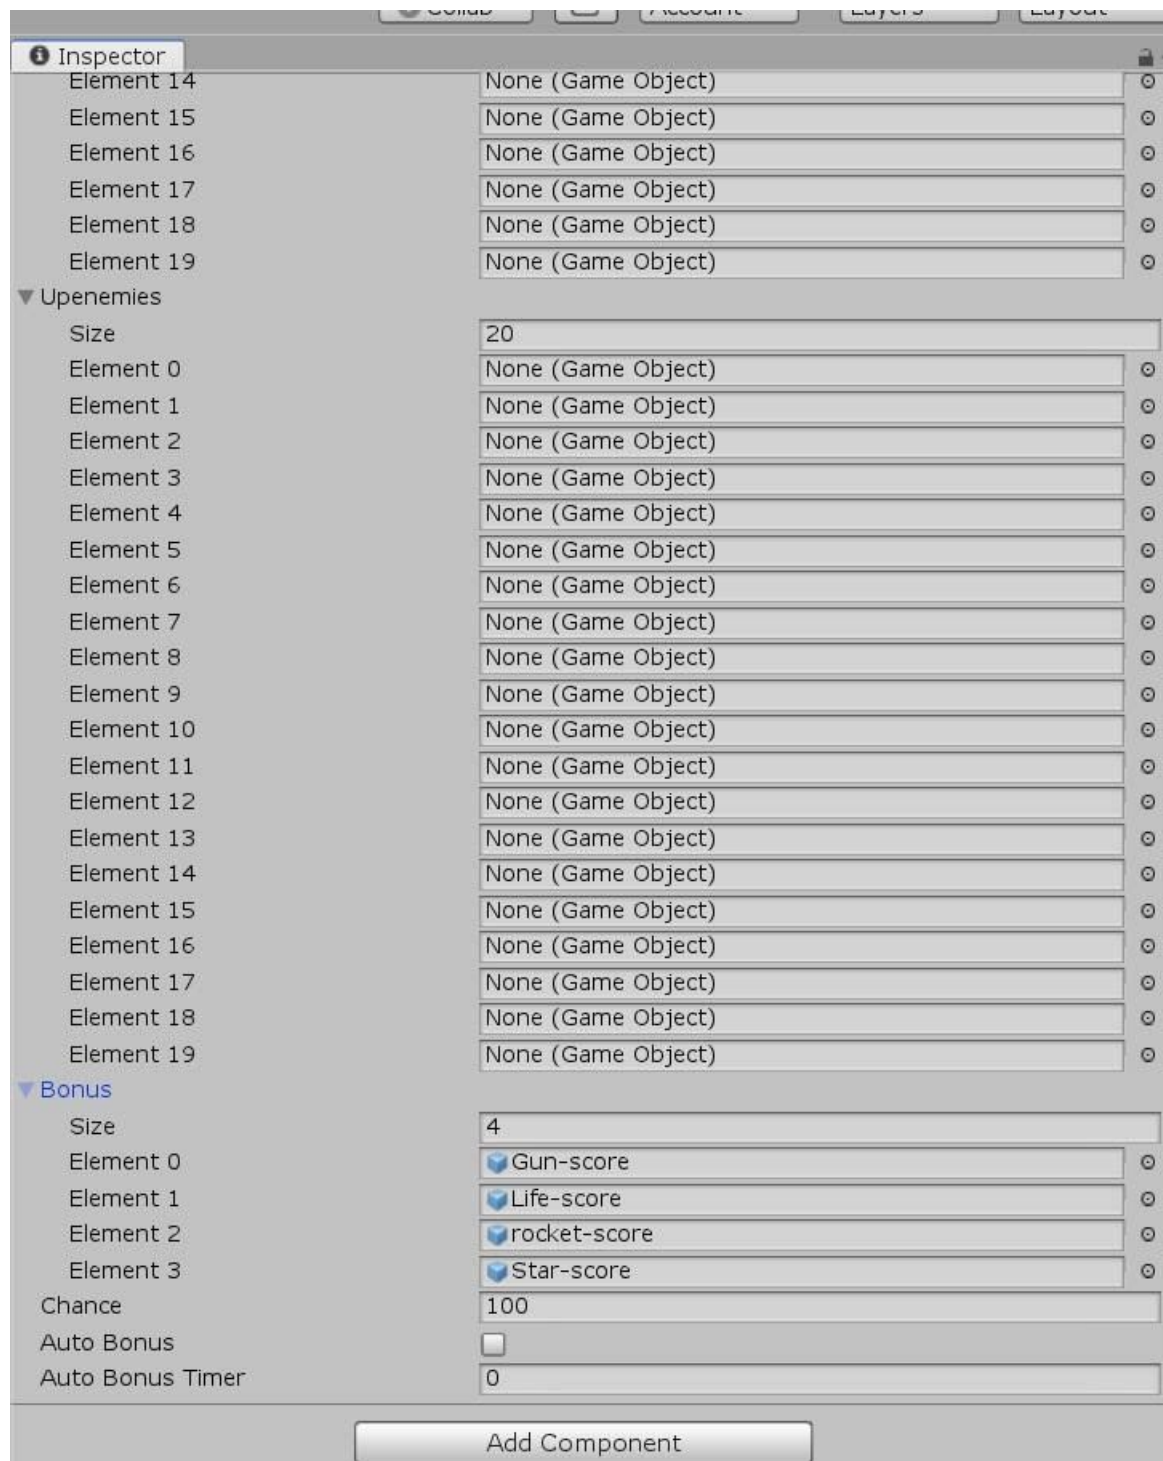 Collab Account Layers Layout
Inspector
Element 14 None (Game Object)
Element 15 None (Game Object)
Element 16 None (Game Object)
Element 17 None (Game Object)
Element 18 None (Game Object)
Element 19 None (Game Object)
Upenemies
Size 20
Element 0 None (Game Object)
Element 1 None (Game Object)
Element 2 None (Game Object)
Element 3 None (Game Object)
Element 4 None (Game Object)
Element 5 None (Game Object)
Element 6 None (Game Object)
Element 7 None (Game Object)
Element 8 None (Game Object)
Element 9 None (Game Object)
Element 10 None (Game Object)
Element 11 None (Game Object)
Element 12 None (Game Object)
Element 13 None (Game Object)
Element 14 None (Game Object)
Element 15 None (Game Object)
Element 16 None (Game Object)
Element 17 None (Game Object)
Element 18 None (Game Object)
Element 19 None (Game Object)
Bonus
Size 4
Element 0 Gun-score
Element 1 Life-score
Element 2 rocket-score
Element 3 Star-score
Chance 100
Auto Bonus
Auto Bonus Timer 0
Add Component